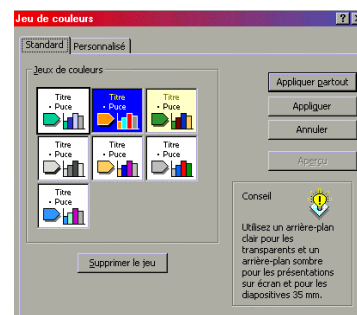 Jeu de couleurs
Standard
Personnalisé
Jeux de couleurs
Titre
• Puce
Titre
• Puce
Titre
• Puce
Titre
• Puce
Titre
• Puce
Titre
• Puce
Titre
• Puce
Supprimer le jeu
Appliquer partout
Appliquer
Annuler
Aperçu
Conseil
Utilisez un arrière-plan
clair pour les
transparents et un
arrière-plan sombre
pour les présentations
sur écran et pour les
diapositives 35 mm.